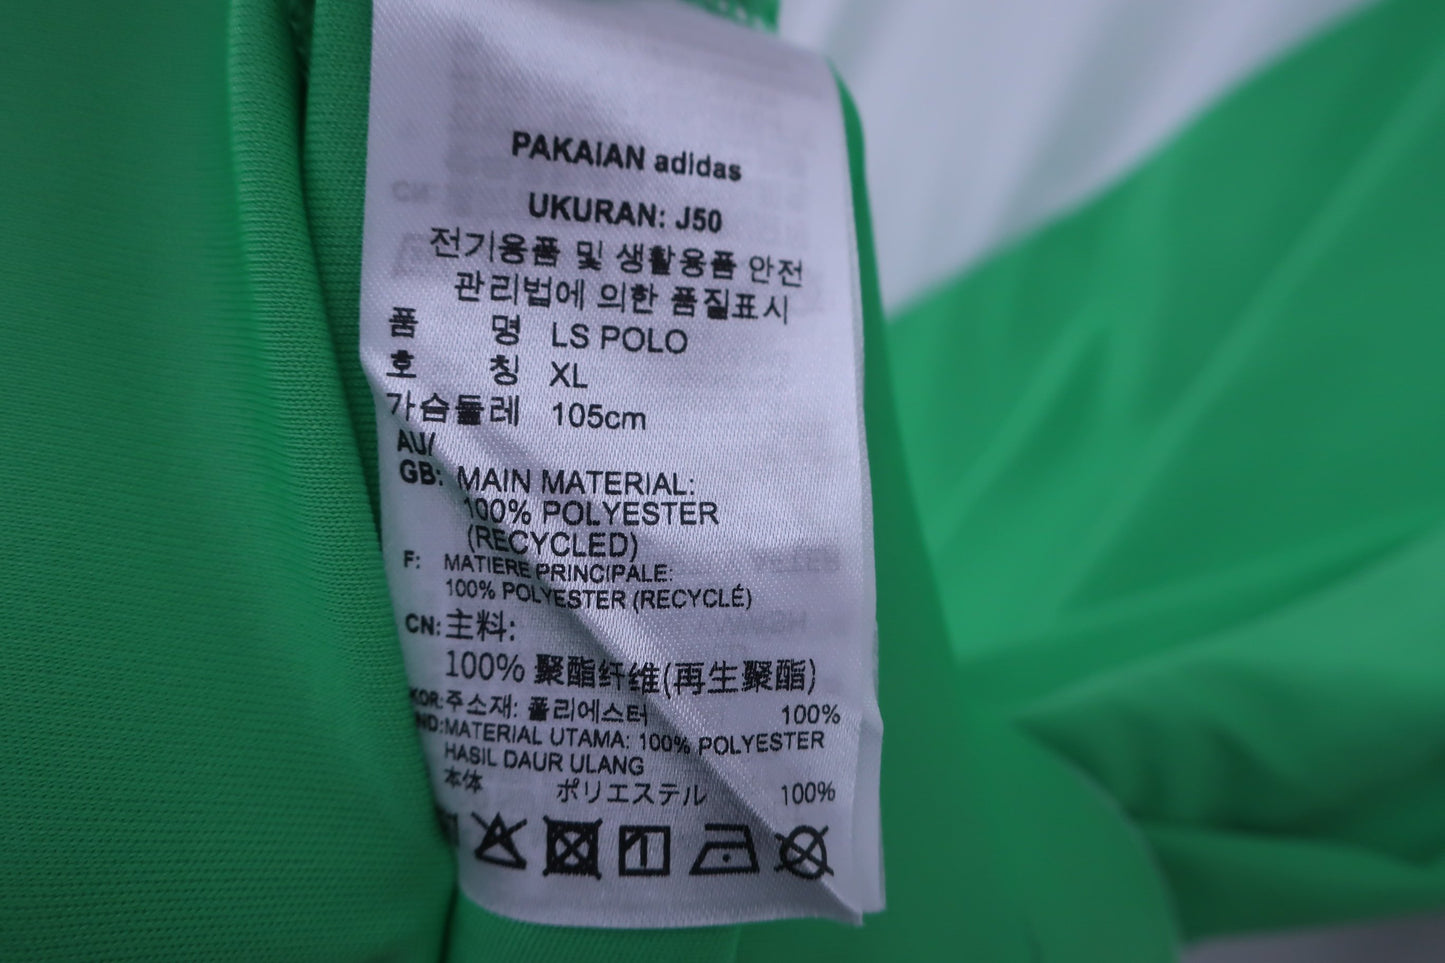 PAKAIAN adidas
UKURAN: J50
전기용품 및 생활용품 안전
관리법에 의한 품질표시
품 명 LS POLO
호 칭 XL
가슴둘레 105cm
AU/
GB: MAIN MATERIAL:
100% POLYESTER
(RECYCLED)
F: MATIERE PRINCIPALE:
100% POLYESTER (RECYCLÉ)
CN: 主料:
100% 聚酯纤维(再生聚酯)
KOR: 주소재: 폴리에스터 100%
IND: MATERIAL UTAMA: 100% POLYESTER
HASIL DAUR ULANG
本体 ポリエステル 100%